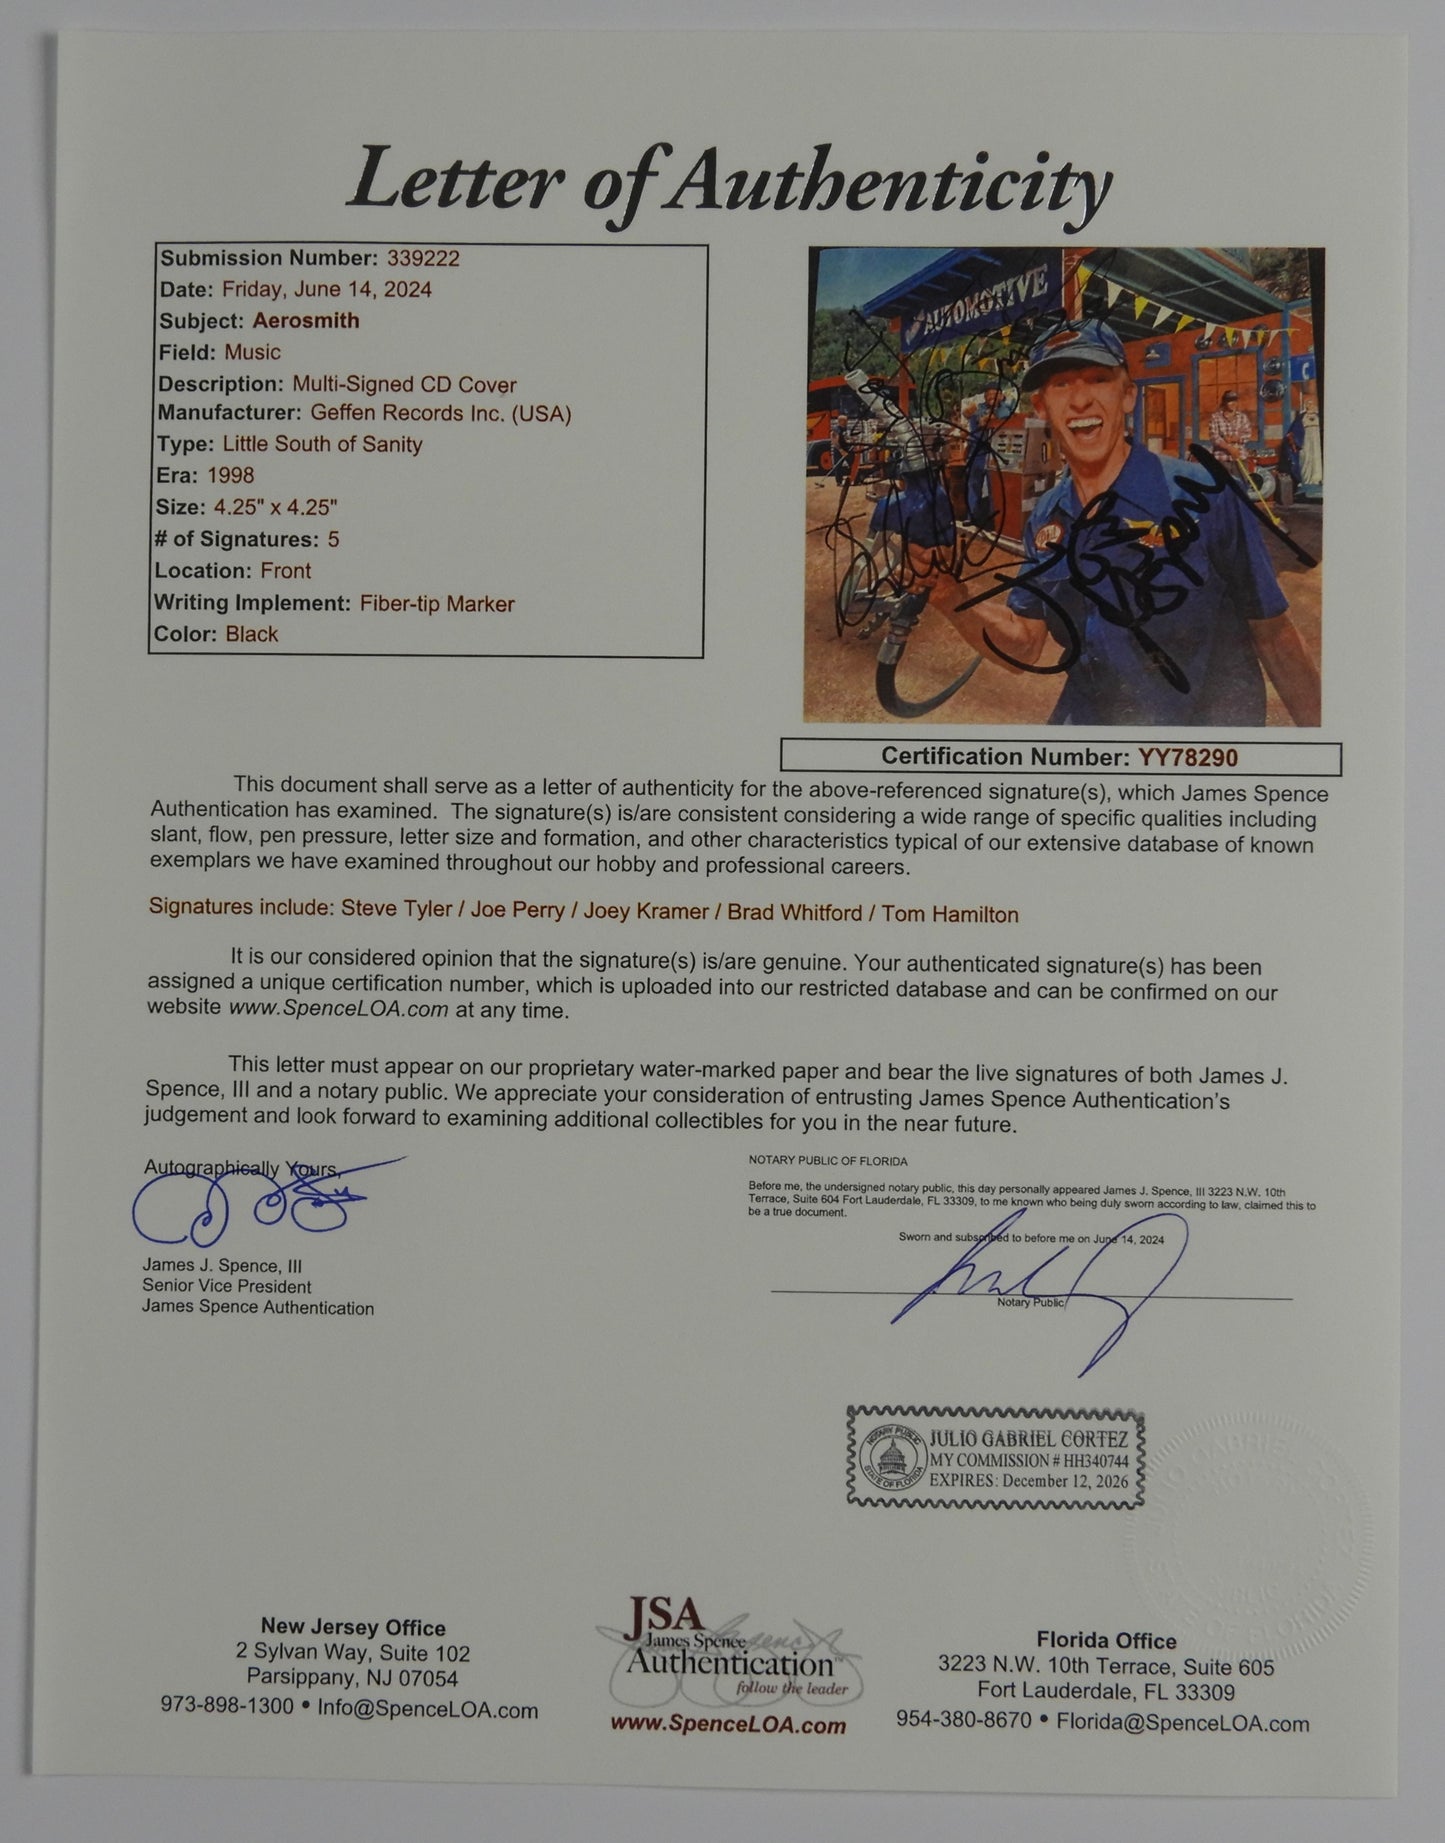 Letter of Authenticity
Submission Number: 339222
Date: Friday, June 14, 2024
Subject: Aerosmith
Field: Music
Description: Multi-Signed CD Cover
Manufacturer: Geffen Records Inc. (USA)
Type: Little South of Sanity
Era: 1998
Size: 4.25" x 4.25"
# of Signatures: 5
Location: Front
Writing Implement: Fiber-tip Marker
Color: Black
AUTOMOTIVE
Certification Number: YY78290
This document shall serve as a letter of authenticity for the above-referenced signature(s), which James Spence
Authentication has examined. The signature(s) is/are consistent considering a wide range of specific qualities including
slant, flow, pen pressure, letter size and formation, and other characteristics typical of our extensive database of known
exemplars we have examined throughout our hobby and professional careers.
Signatures include: Steve Tyler / Joe Perry / Joey Kramer / Brad Whitford / Tom Hamilton
It is our considered opinion that the signature(s) is/are genuine. Your authenticated signature(s) has been
assigned a unique certification number, which is uploaded into our restricted database and can be confirmed on our
website www.SpenceLOA.com at any time.
This letter must appear on our proprietary water-marked paper and bear the live signatures of both James J.
Spence, III and a notary public. We appreciate your consideration of entrusting James Spence Authentication's
judgement and look forward to examining additional collectibles for you in the near future.
Autographically Yours,
James J. Spence, III
Senior Vice President
James Spence Authentication
NOTARY PUBLIC OF FLORIDA
Before me, the undersigned notary public, this day personally appeared James J. Spence, III 3223 N.W. 10th
Terrace, Suite 604 Fort Lauderdale, FL 33309, to me known who being duly sworn according to law, claimed this to
be a true document.
Sworn and subscribed to before me on June 14, 2024
Notary Public
NOTARY PUBLIC
STATE OF FLORIDA
JULIO GABRIEL CORTEZ
MY COMMISSION # HH340744
EXPIRES: December 12, 2026
New Jersey Office
2 Sylvan Way, Suite 102
Parsippany, NJ 07054
973-898-1300 • Info@SpenceLOA.com
JSA
James Spence
Authentication™
follow the leader
www.SpenceLOA.com
Florida Office
3223 N.W. 10th Terrace, Suite 605
Fort Lauderdale, FL 33309
954-380-8670 • Florida@SpenceLOA.com